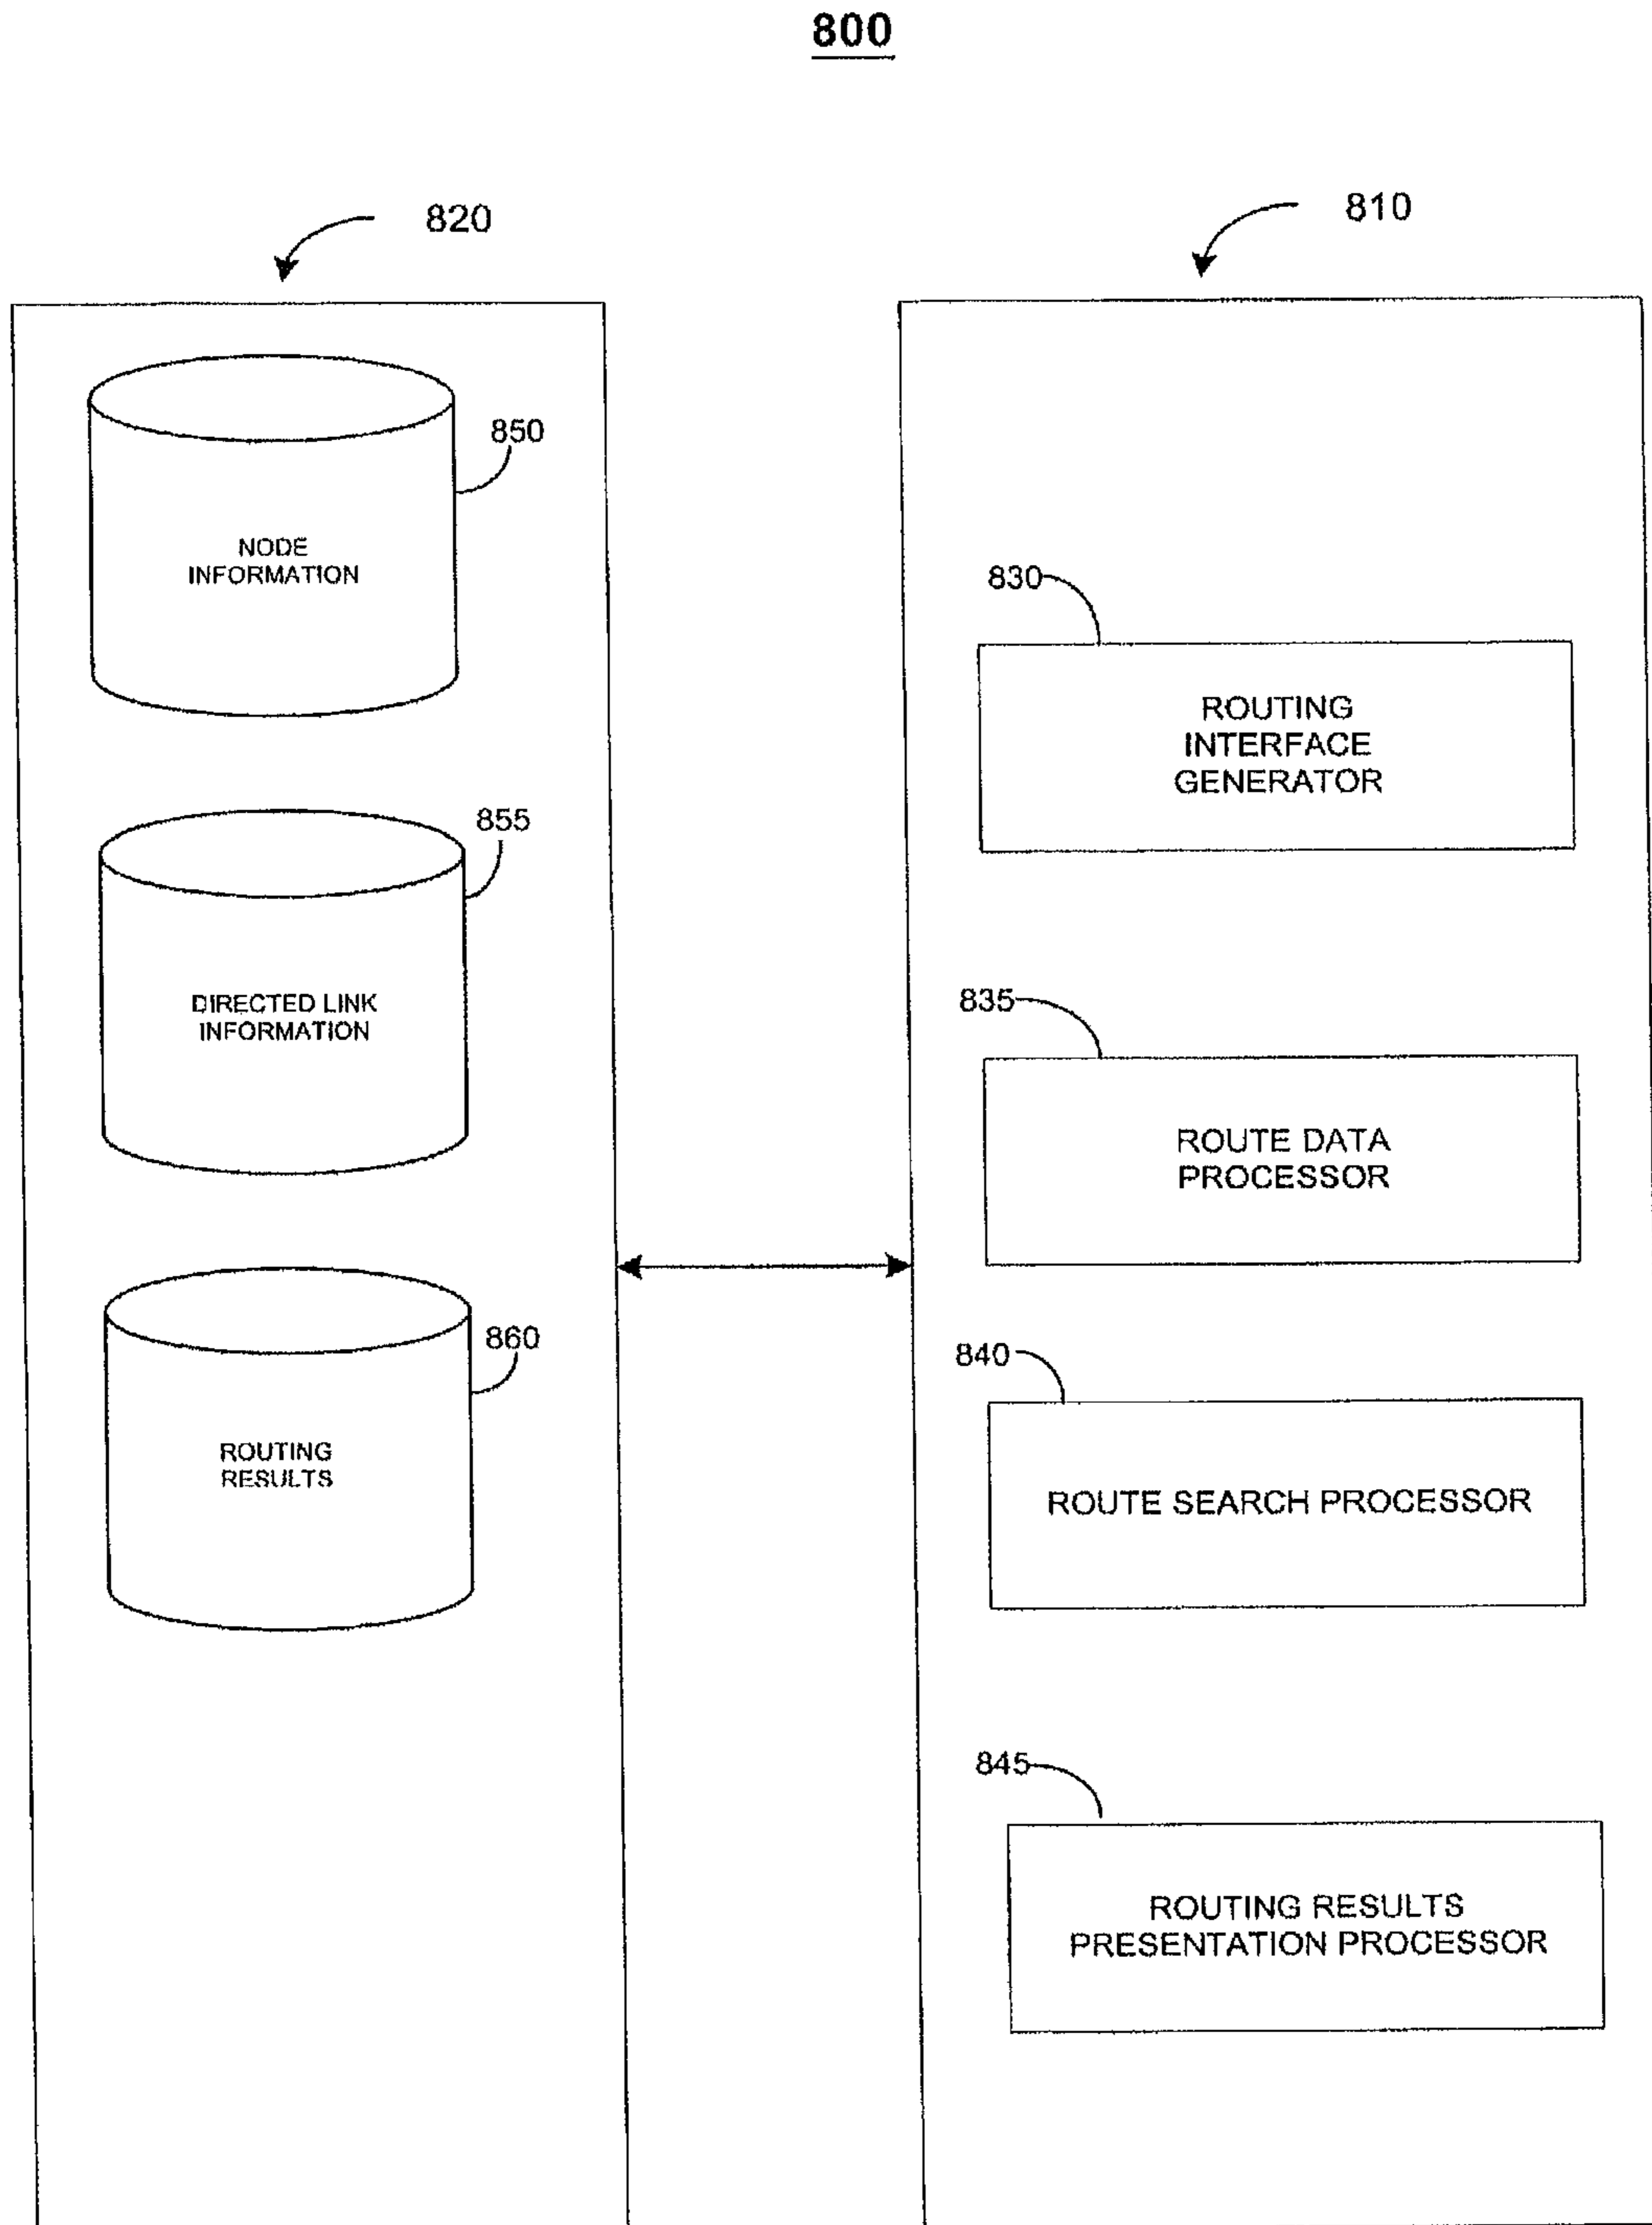 800
820
810
850
NODE
INFORMATION
830
ROUTING
INTERFACE
GENERATOR
855
DIRECTED LINK
INFORMATION
835
ROUTE DATA
PROCESSOR
860
ROUTING
RESULTS
840
ROUTE SEARCH PROCESSOR
845
ROUTING RESULTS
PRESENTATION PROCESSOR